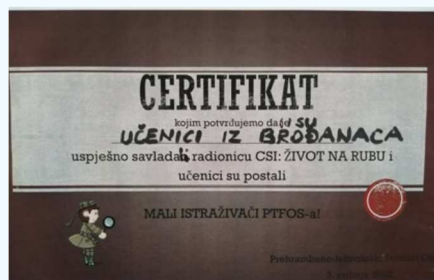 CERTIFIKAT
kojim potvrđujemo da su
UČENICI IZ BROĐANACA
uspješno savladali radionicu CSI: ŽIVOT NA RUBU i
učenici su postali
MALI ISTRAŽIVAČI PTFOS-a!